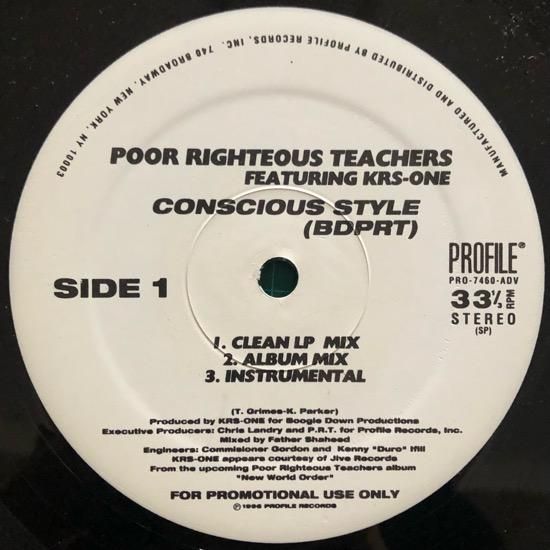 MANUFACTURED AND DISTRIBUTED BY PROFILE RECORDS, INC. 740 BROADWAY, NEW YORK, NY 10003
POOR RIGHTEOUS TEACHERS
FEATURING KRS-ONE
CONSCIOUS STYLE
(BDPRT)
SIDE 1
PROFILE®
PRO-7460-ADV
33⅓ RPM
STEREO
(SP)
1. CLEAN LP MIX
2. ALBUM MIX
3. INSTRUMENTAL
(T. Grimes-K. Parker)
Produced by KRS-ONE for Boogie Down Productions
Executive Producers: Chris Landry and P.R.T. for Profile Records, Inc.
Mixed by Father Shaheed
Engineers: Commisioner Gordon and Kenny "Duro" Ifill
KRS-ONE appears courtesy of Jive Records
From the upcoming Poor Righteous Teachers album
"New World Order"
FOR PROMOTIONAL USE ONLY
℗©1996 PROFILE RECORDS